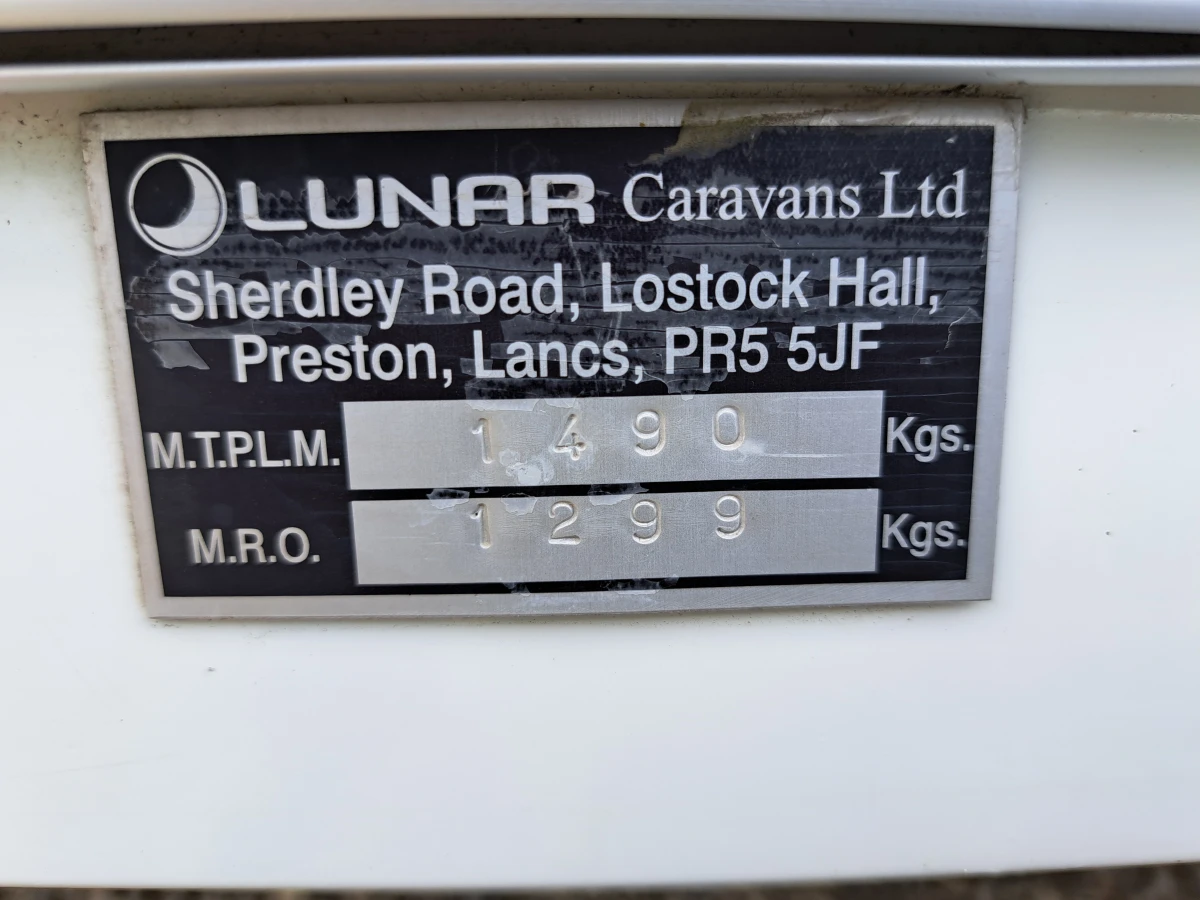 LUNAR Caravans Ltd
Sherdley Road, Lostock Hall,
Preston, Lancs, PR5 5JF
M.T.P.L.M. 1490 Kgs.
M.R.O. 1299 Kgs.